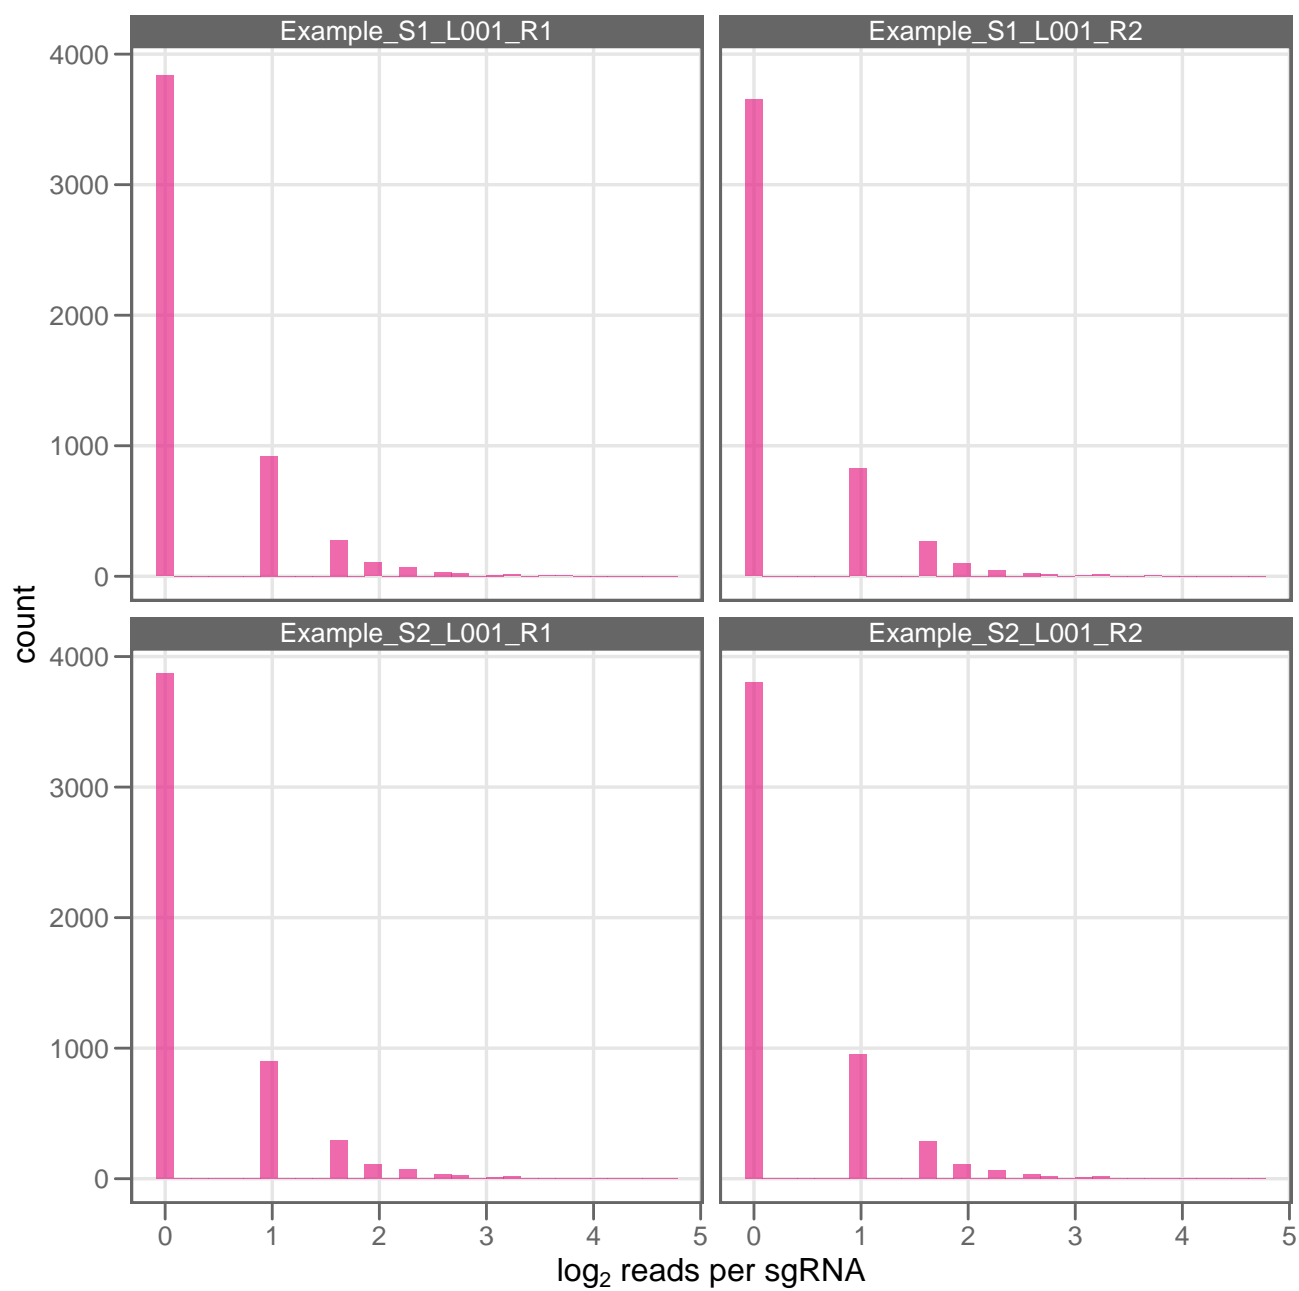 Example_S1_L001_R1
Example_S1_L001_R2
4000
3000
2000
1000
0
count
Example_S2_L001_R1
Example_S2_L001_R2
4000
3000
2000
1000
0
0 1 2 3 4 5
0 1 2 3 4 5
log₂ reads per sgRNA